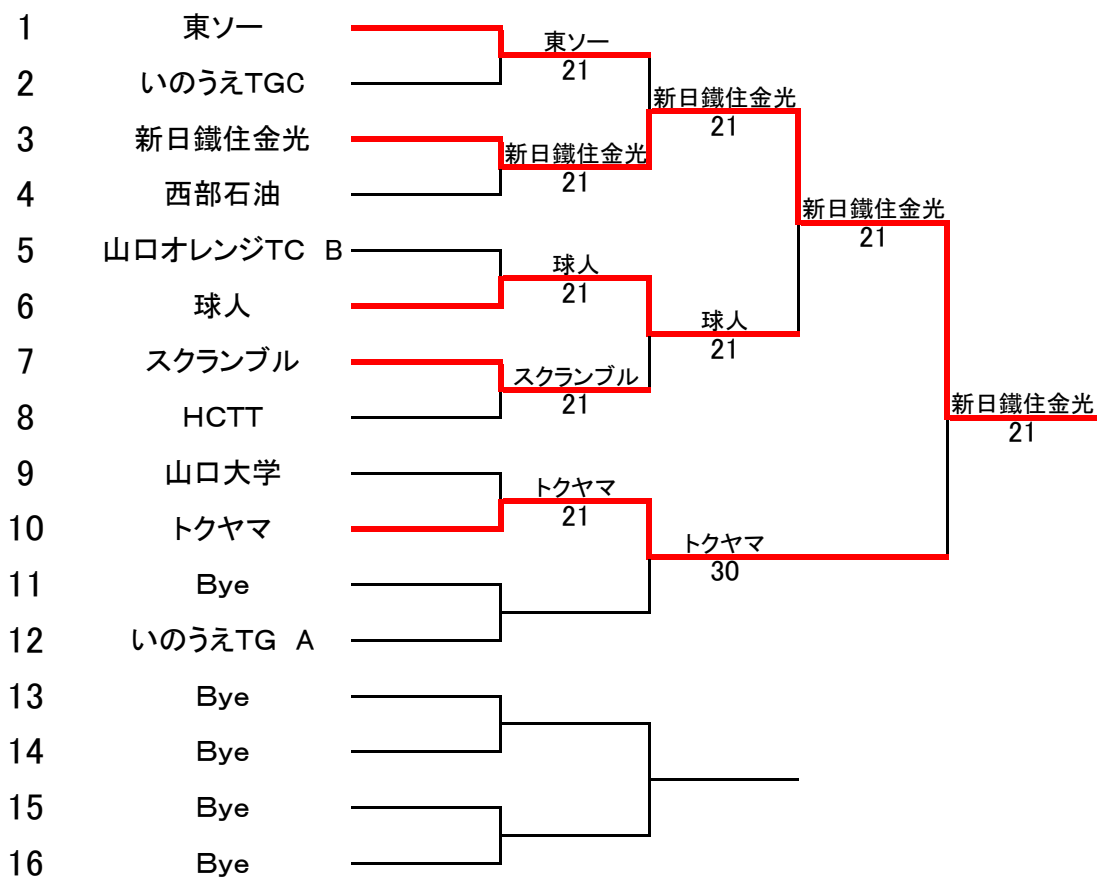 1 東ソー
2 いのうえTGC
3 新日鐵住金光
4 西部石油
5 山口オレンジTC B
6 球人
7 スクランブル
8 HCTT
9 山口大学
10 トクヤマ
11 Bye
12 いのうえTG A
13 Bye
14 Bye
15 Bye
16 Bye
東ソー
21
新日鐵住金光
21
球人
21
スクランブル
21
トクヤマ
21
新日鐵住金光
21
球人
21
トクヤマ
30
新日鐵住金光
21
新日鐵住金光
21